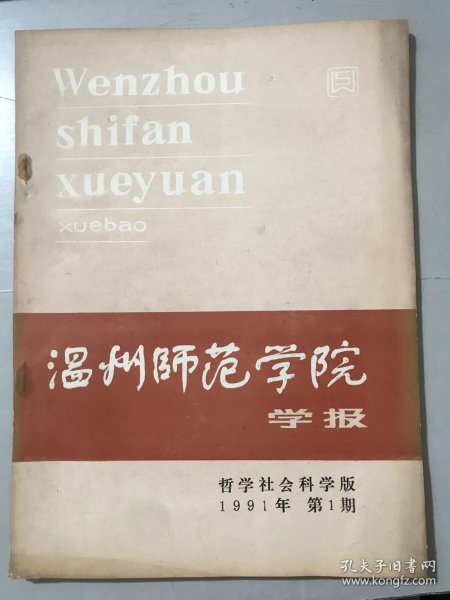 Wenzhou
shifan
xueyuan
xuebao
温州師范学院
学报
哲学社会科学版
1991年 第1期
孔夫子旧书网
www.kongfz.com